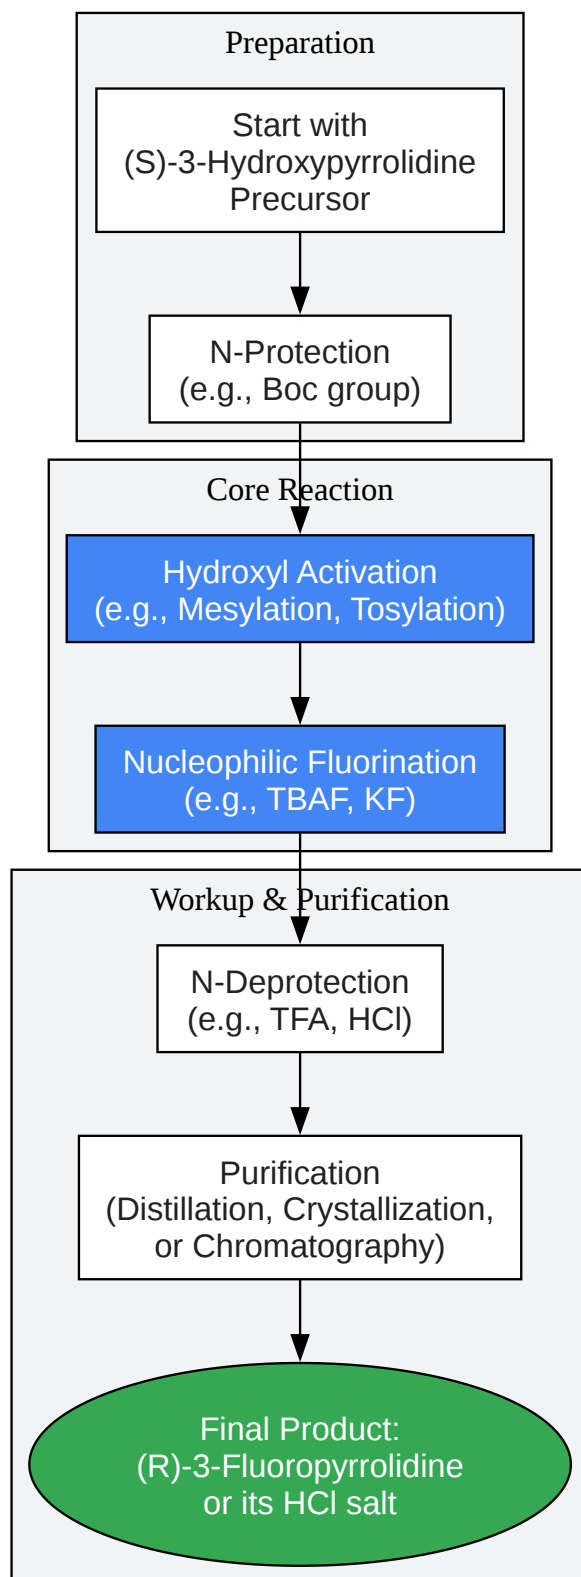 Preparation
Start with
(S)-3-Hydroxypyrrolidine
Precursor
N-Protection
(e.g., Boc group)
Core Reaction
Hydroxyl Activation
(e.g., Mesylation, Tosylation)
Nucleophilic Fluorination
(e.g., TBAF, KF)
Workup & Purification
N-Deprotection
(e.g., TFA, HCl)
Purification
(Distillation, Crystallization,
or Chromatography)
Final Product:
(R)-3-Fluoropyrrolidine
or its HCl salt